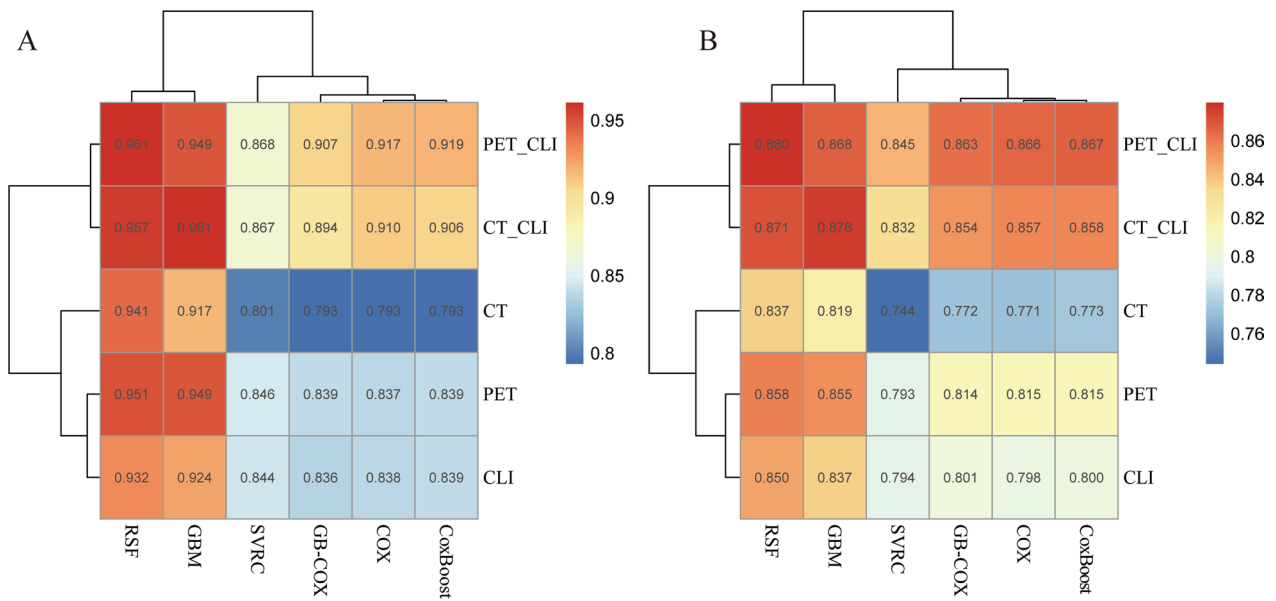 A
0.961 0.949 0.868 0.907 0.917 0.919 PET_CLI
0.957 0.961 0.867 0.894 0.910 0.906 CT_CLI
0.941 0.917 0.801 0.793 0.793 0.793 CT
0.951 0.949 0.846 0.839 0.837 0.839 PET
0.932 0.924 0.844 0.836 0.838 0.839 CLI
RSF GBM SVRC GB-COX COX CoxBoost
0.95
0.9
0.85
0.8
B
0.880 0.868 0.845 0.863 0.866 0.867 PET_CLI
0.871 0.876 0.832 0.854 0.857 0.858 CT_CLI
0.837 0.819 0.744 0.772 0.771 0.773 CT
0.858 0.855 0.793 0.814 0.815 0.815 PET
0.850 0.837 0.794 0.801 0.798 0.800 CLI
RSF GBM SVRC GB-COX COX CoxBoost
0.86
0.84
0.82
0.8
0.78
0.76